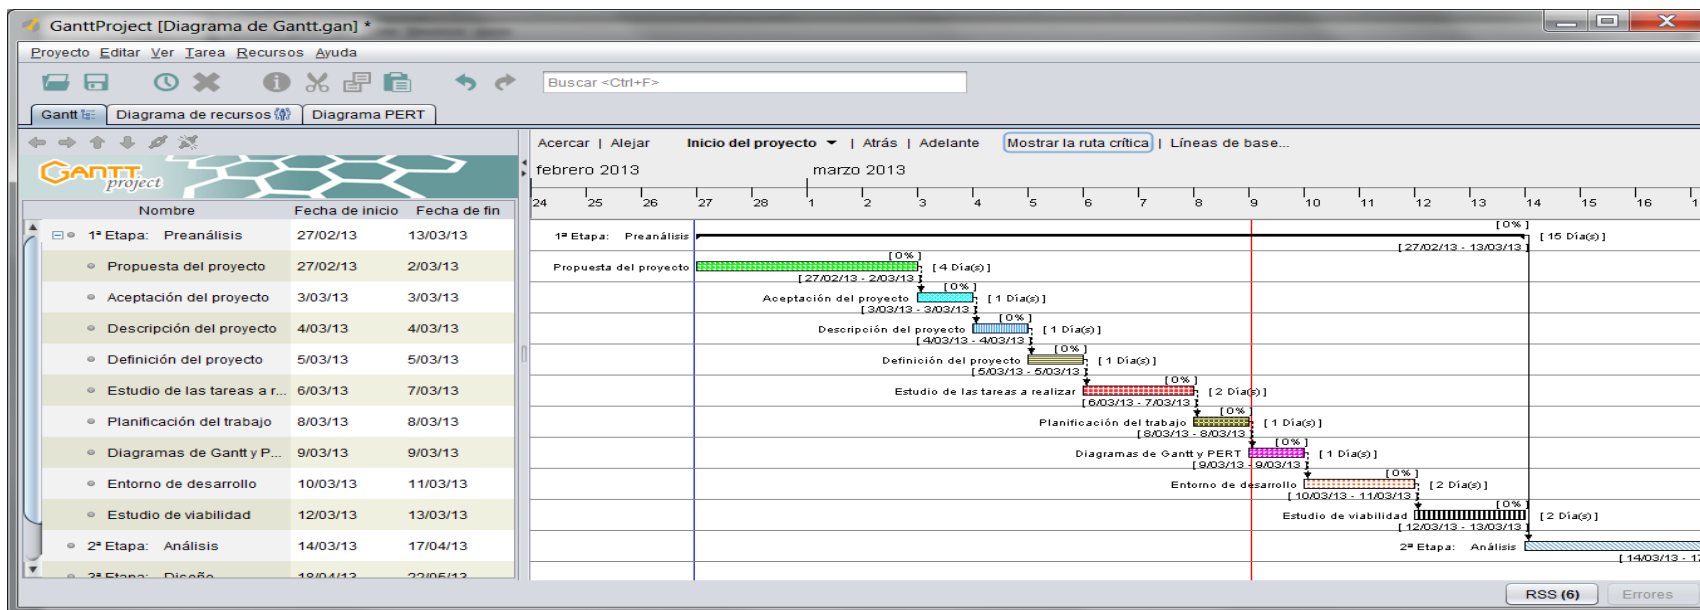 GanttProject [Diagrama de Gantt.gan] *
Proyecto Editar Ver Tarea Recursos Ayuda
Buscar <Ctrl+F>
Gantt Diagrama de recursos Diagrama PERT
Acercar | Alejar Inicio del proyecto | Atrás | Adelante Mostrar la ruta crítica | Líneas de base...
GANTT project
febrero 2013 marzo 2013
Nombre Fecha de inicio Fecha de fin
24 25 26 27 28 1 2 3 4 5 6 7 8 9 10 11 12 13 14 15 16 1
1ª Etapa: Preanálisis 27/02/13 13/03/13
Propuesta del proyecto 27/02/13 2/03/13
Aceptación del proyecto 3/03/13 3/03/13
Descripción del proyecto 4/03/13 4/03/13
Definición del proyecto 5/03/13 5/03/13
Estudio de las tareas a r... 6/03/13 7/03/13
Planificación del trabajo 8/03/13 8/03/13
Diagramas de Gantt y P... 9/03/13 9/03/13
Entorno de desarrollo 10/03/13 11/03/13
Estudio de viabilidad 12/03/13 13/03/13
2ª Etapa: Análisis 14/03/13 17/04/13
3ª Etapa: Diseño 18/04/13 22/05/13
[0%]
1ª Etapa: Preanálisis [15 Día(s)]
[27/02/13 - 13/03/13]
[0%]
Propuesta del proyecto [4 Día(s)]
[27/02/13 - 2/03/13]
[0%]
Aceptación del proyecto [1 Día(s)]
[3/03/13 - 3/03/13]
[0%]
Descripción del proyecto [1 Día(s)]
[4/03/13 - 4/03/13]
[0%]
Definición del proyecto [1 Día(s)]
[5/03/13 - 5/03/13]
[0%]
Estudio de las tareas a realizar [2 Día(s)]
[6/03/13 - 7/03/13]
[0%]
Planificación del trabajo [1 Día(s)]
[8/03/13 - 8/03/13]
[0%]
Diagramas de Gantt y PERT [1 Día(s)]
[9/03/13 - 9/03/13]
[0%]
Entorno de desarrollo [2 Día(s)]
[10/03/13 - 11/03/13]
[0%]
Estudio de viabilidad [2 Día(s)]
[12/03/13 - 13/03/13]
2ª Etapa: Análisis
[14/03/13 - 17
RSS (6) Errores